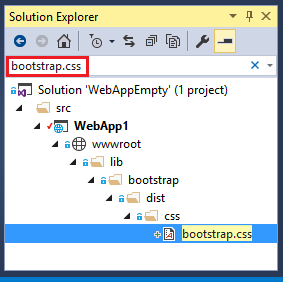 Solution Explorer
bootstrap.css
Solution 'WebAppEmpty' (1 project)
src
WebApp1
wwwroot
lib
bootstrap
dist
css
bootstrap.css